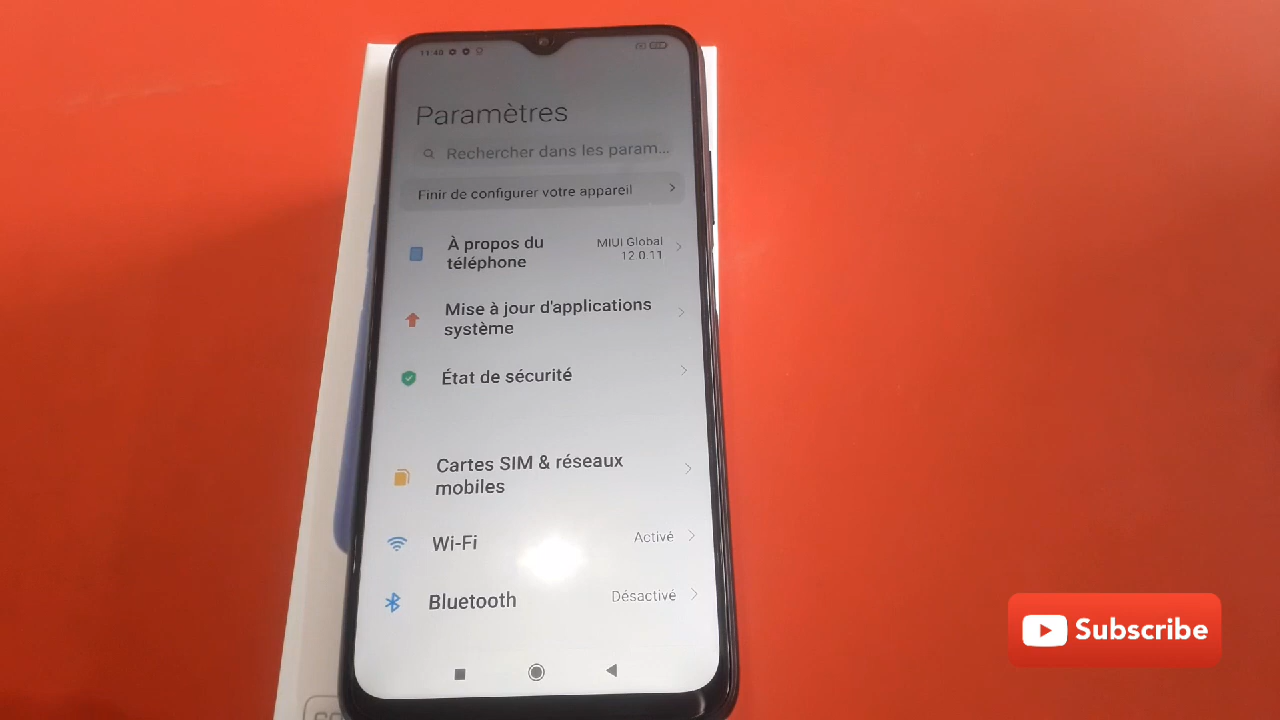 11:40
Paramètres
Rechercher dans les param...
Finir de configurer votre appareil
À propos du
téléphone
MIUI Global
12.0.11
Mise à jour d'applications
système
État de sécurité
Cartes SIM & réseaux
mobiles
Wi-Fi
Activé
Bluetooth
Désactivé
Subscribe